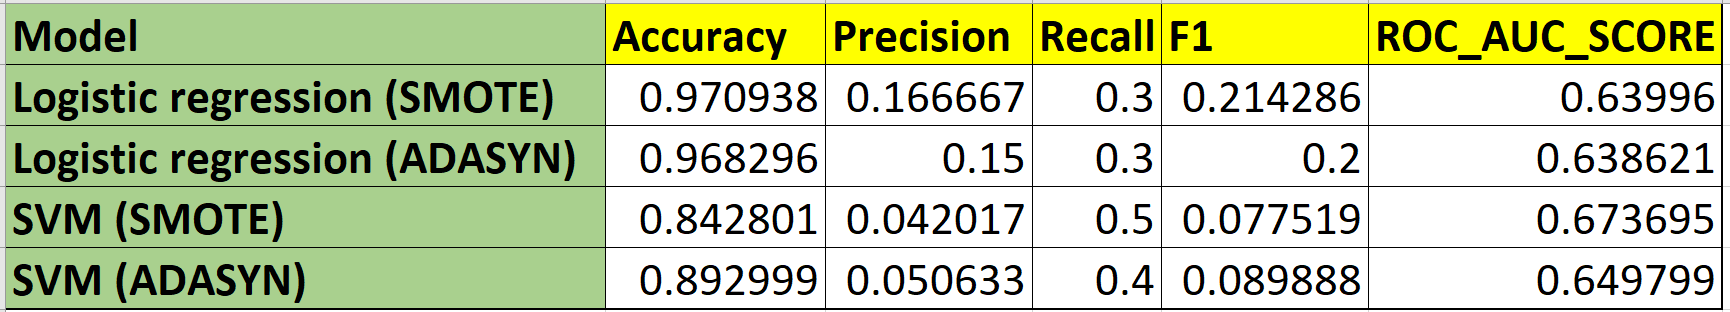 Model Accuracy Precision Recall F1 ROC_AUC_SCORE
Logistic regression (SMOTE) 0.970938 0.166667 0.3 0.214286 0.63996
Logistic regression (ADASYN) 0.968296 0.15 0.3 0.2 0.638621
SVM (SMOTE) 0.842801 0.042017 0.5 0.077519 0.673695
SVM (ADASYN) 0.892999 0.050633 0.4 0.089888 0.649799